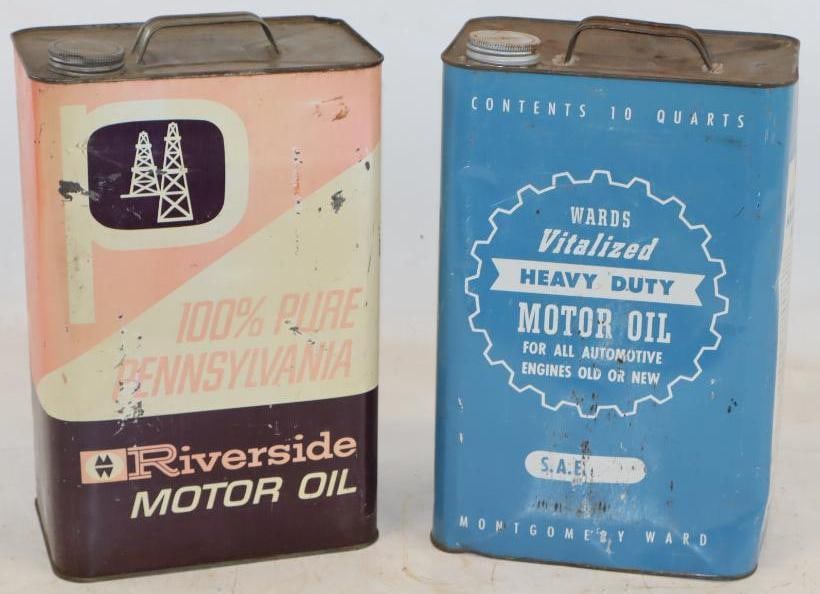 P
100% PURE
PENNSYLVANIA
Riverside
MOTOR OIL
CONTENTS 10 QUARTS
WARDS
Vitalized
HEAVY DUTY
MOTOR OIL
FOR ALL AUTOMOTIVE
ENGINES OLD OR NEW
S.A.E.
MONTGOMERY WARD